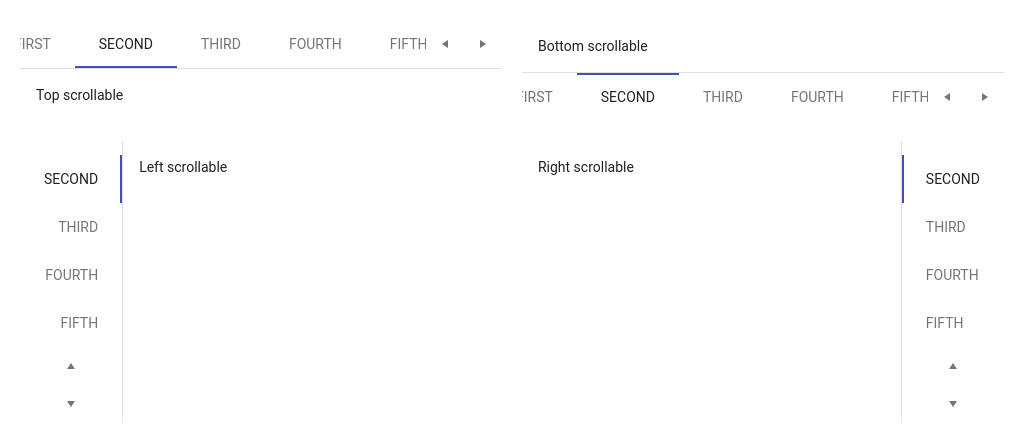 IRST SECOND THIRD FOURTH FIFTH
Top scrollable
Bottom scrollable
IRST SECOND THIRD FOURTH FIFTH
SECOND
THIRD
FOURTH
FIFTH
Left scrollable
Right scrollable
SECOND
THIRD
FOURTH
FIFTH